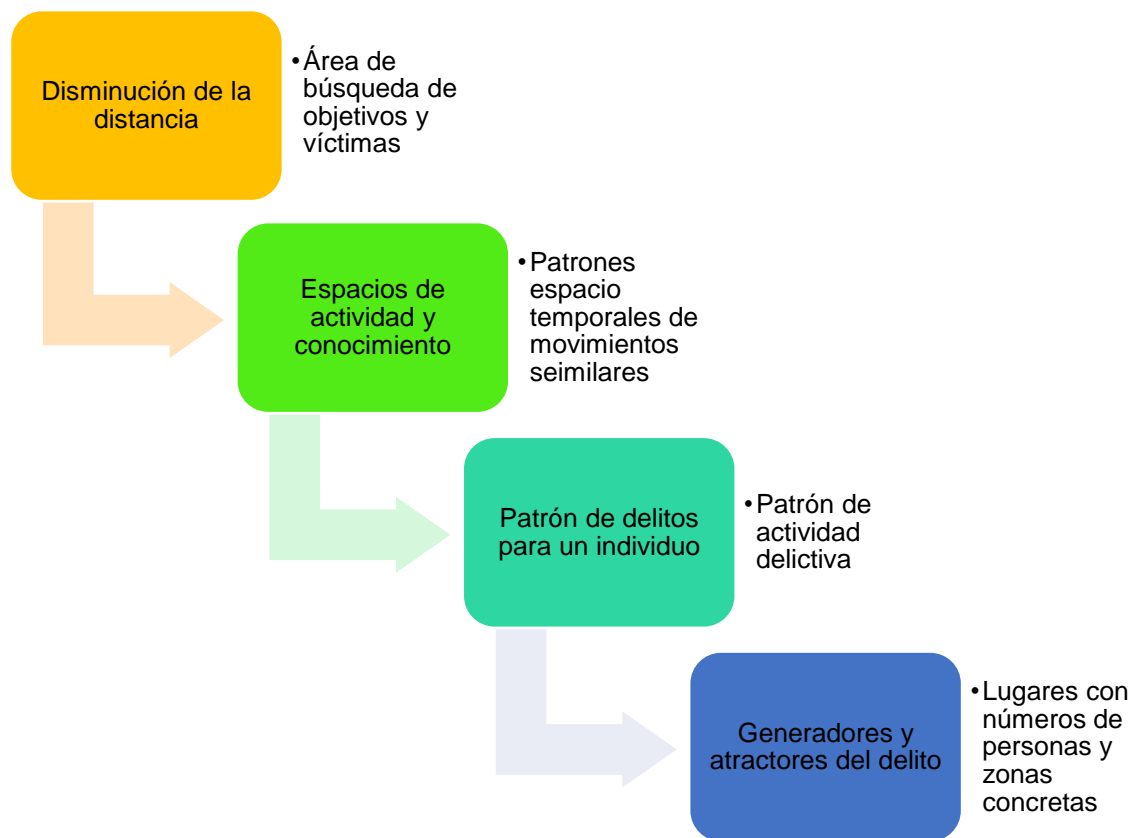 Disminución de la
distancia
•Área de
búsqueda de
objetivos y
víctimas
Espacios de
actividad y
conocimiento
•Patrones
espacio
temporales de
movimientos
seimilares
Patrón de delitos
para un individuo
•Patrón de
actividad
delictiva
Generadores y
atractores del delito
•Lugares con
números de
personas y
zonas
concretas